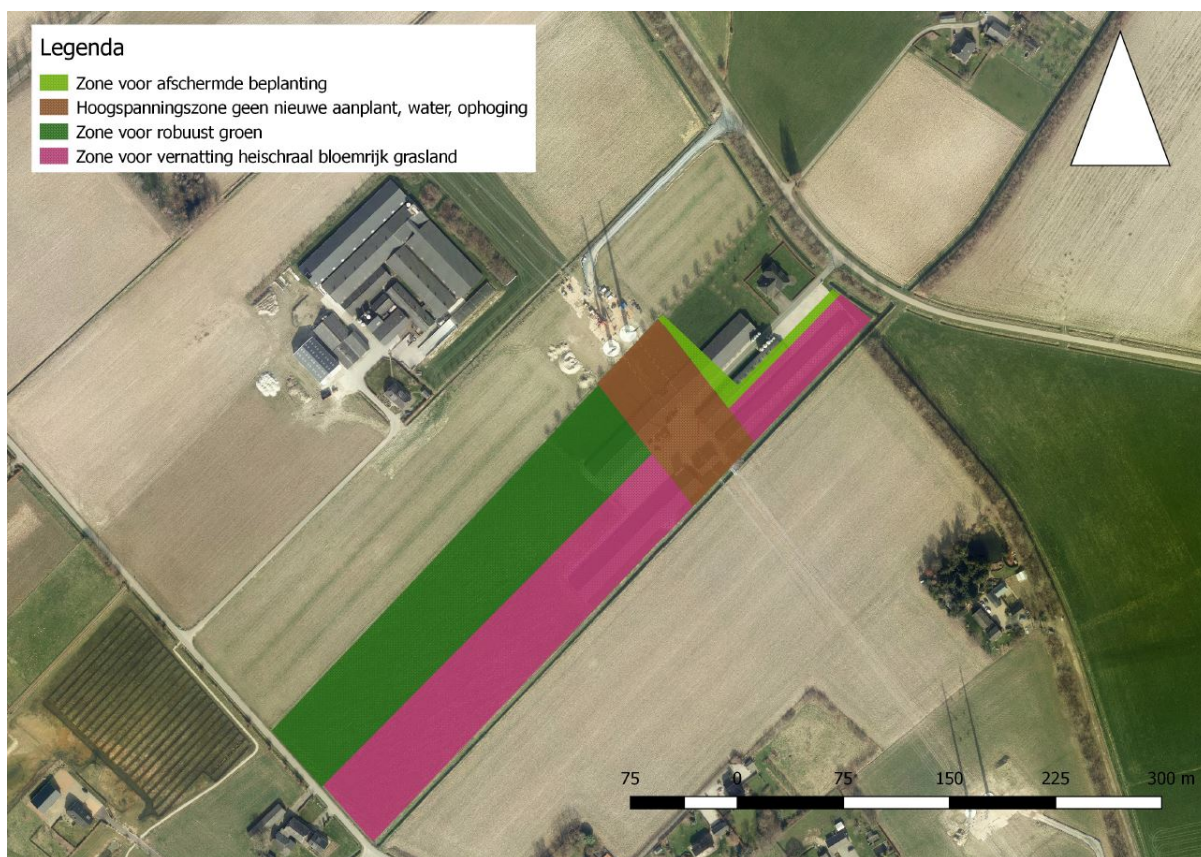 Legenda
Zone voor afschermde beplanting
Hoogspanningszone geen nieuwe aanplant, water, ophoging
Zone voor robuust groen
Zone voor vernatting heischraal bloemrijk grasland
75 0 75 150 225 300 m